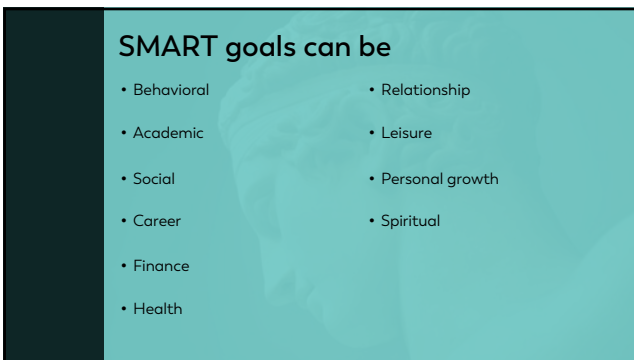 SMART goals can be
• Behavioral
• Academic
• Social
• Career
• Finance
• Health
• Relationship
• Leisure
• Personal growth
• Spiritual